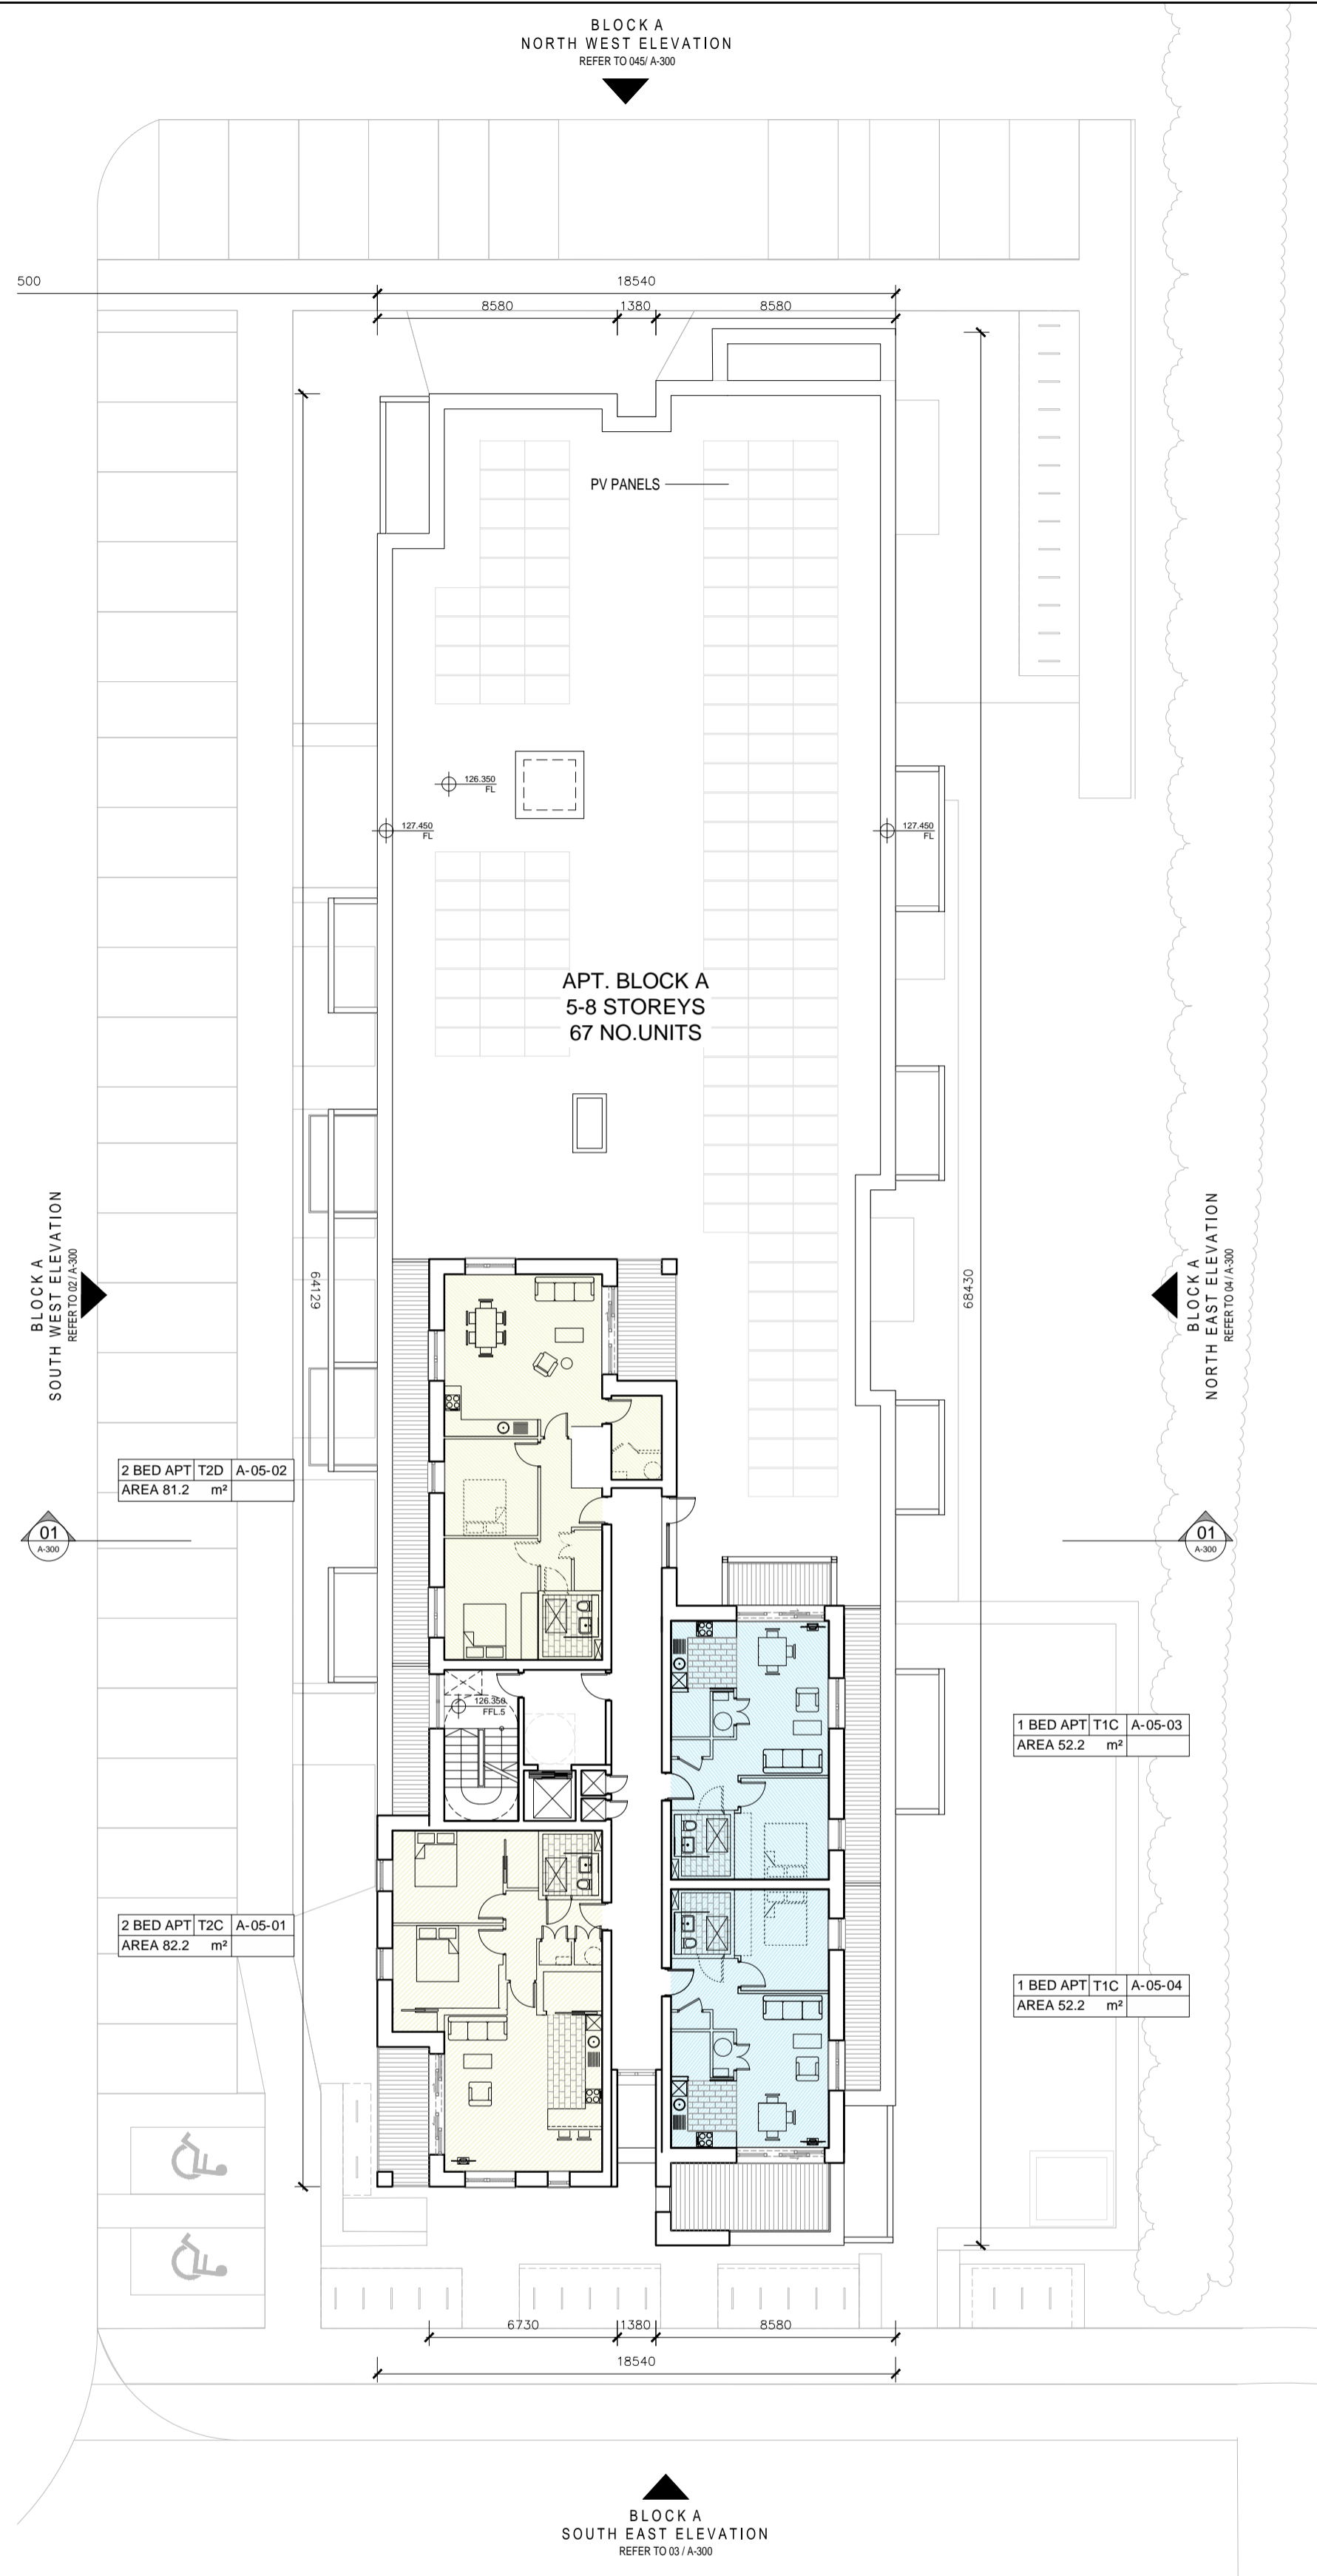 BLOCK A
NORTH WEST ELEVATION
REFER TO 045/ A-300
500
18540
8580
1380
8580
PV PANELS
126.350
FL
127.450
FL
127.450
FL
APT. BLOCK A
5-8 STOREYS
67 NO.UNITS
BLOCK A
SOUTH WEST ELEVATION
REFER TO 02 / A-300
64129
68430
BLOCK A
NORTH EAST ELEVATION
REFER TO 04 / A-300
2 BED APT T2D A-05-02
AREA 81.2 m²
01
A-300
01
A-300
126.350
FFL.5
1 BED APT T1C A-05-03
AREA 52.2 m²
2 BED APT T2C A-05-01
AREA 82.2 m²
1 BED APT T1C A-05-04
AREA 52.2 m²
6730
1380
8580
18540
BLOCK A
SOUTH EAST ELEVATION
REFER TO 03 / A-300